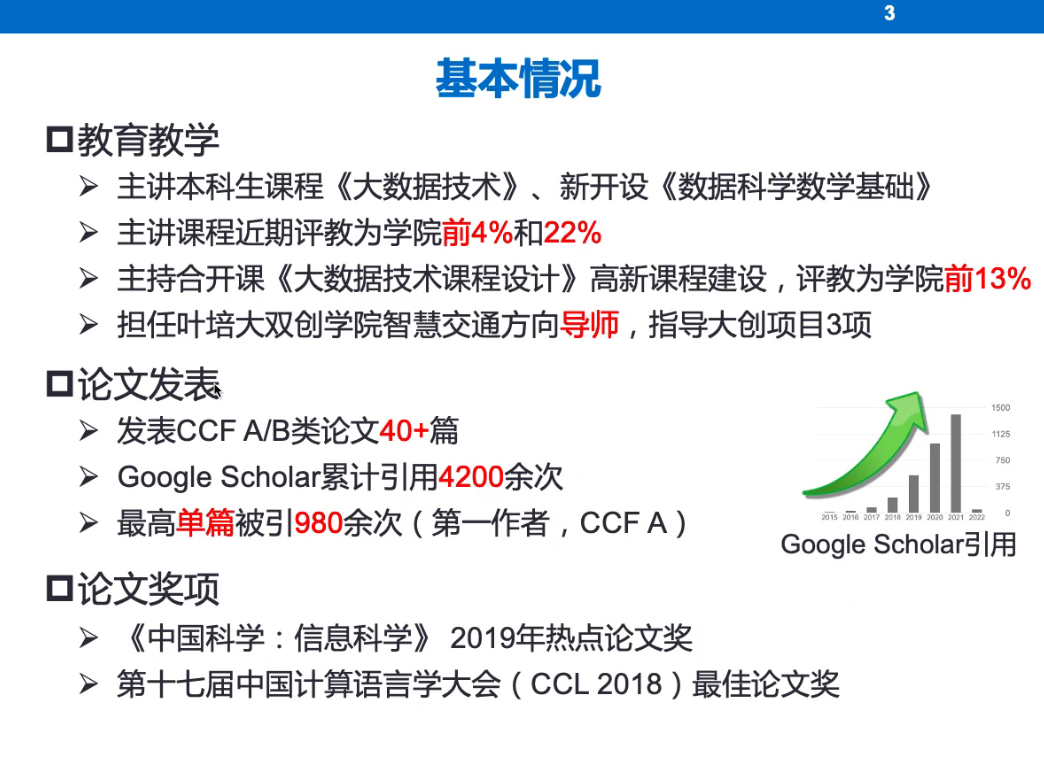 3
基本情况
教育教学
主讲本科生课程《大数据技术》、新开设《数据科学数学基础》
主讲课程近期评教为学院前4%和22%
主持合开课《大数据技术课程设计》高新课程建设，评教为学院前13%
担任叶培大双创学院智慧交通方向导师，指导大创项目3项
论文发表
发表CCF A/B类论文40+篇
Google Scholar累计引用4200余次
最高单篇被引980余次（第一作者，CCF A）
1500
1125
750
375
0
2015 2016 2017 2018 2019 2020 2021 2022
Google Scholar引用
论文奖项
《中国科学：信息科学》 2019年热点论文奖
第十七届中国计算语言学大会（CCL 2018）最佳论文奖